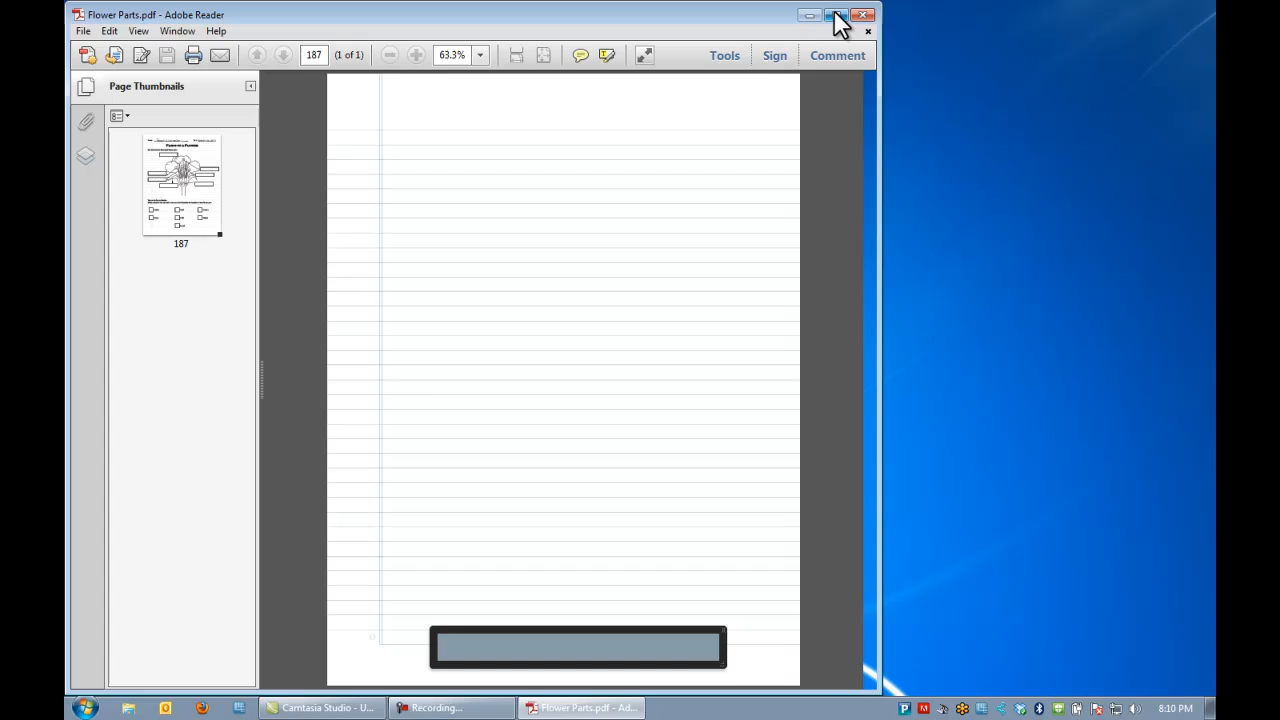 Flower Parts.pdf - Adobe Reader
File Edit View Window Help
187 (1 of 1) 63.3% Tools Sign Comment
Page Thumbnails
187
Camtasia Studio - U...
Recording...
Flower Parts.pdf - Ad...
8:10 PM